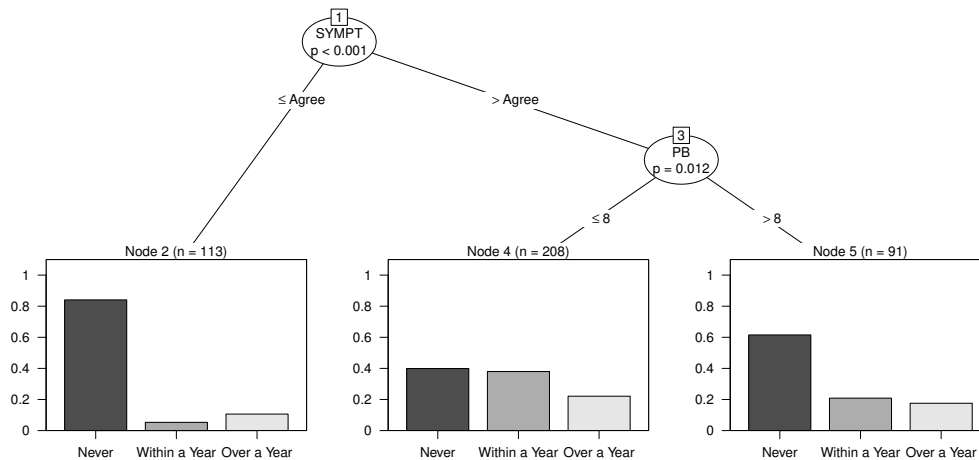 1
SYMPT
p < 0.001
≤ Agree
> Agree
3
PB
p = 0.012
≤ 8
> 8
Node 2 (n = 113)
1
0.8
0.6
0.4
0.2
0
Never Within a Year Over a Year
Node 4 (n = 208)
1
0.8
0.6
0.4
0.2
0
Never Within a Year Over a Year
Node 5 (n = 91)
1
0.8
0.6
0.4
0.2
0
Never Within a Year Over a Year